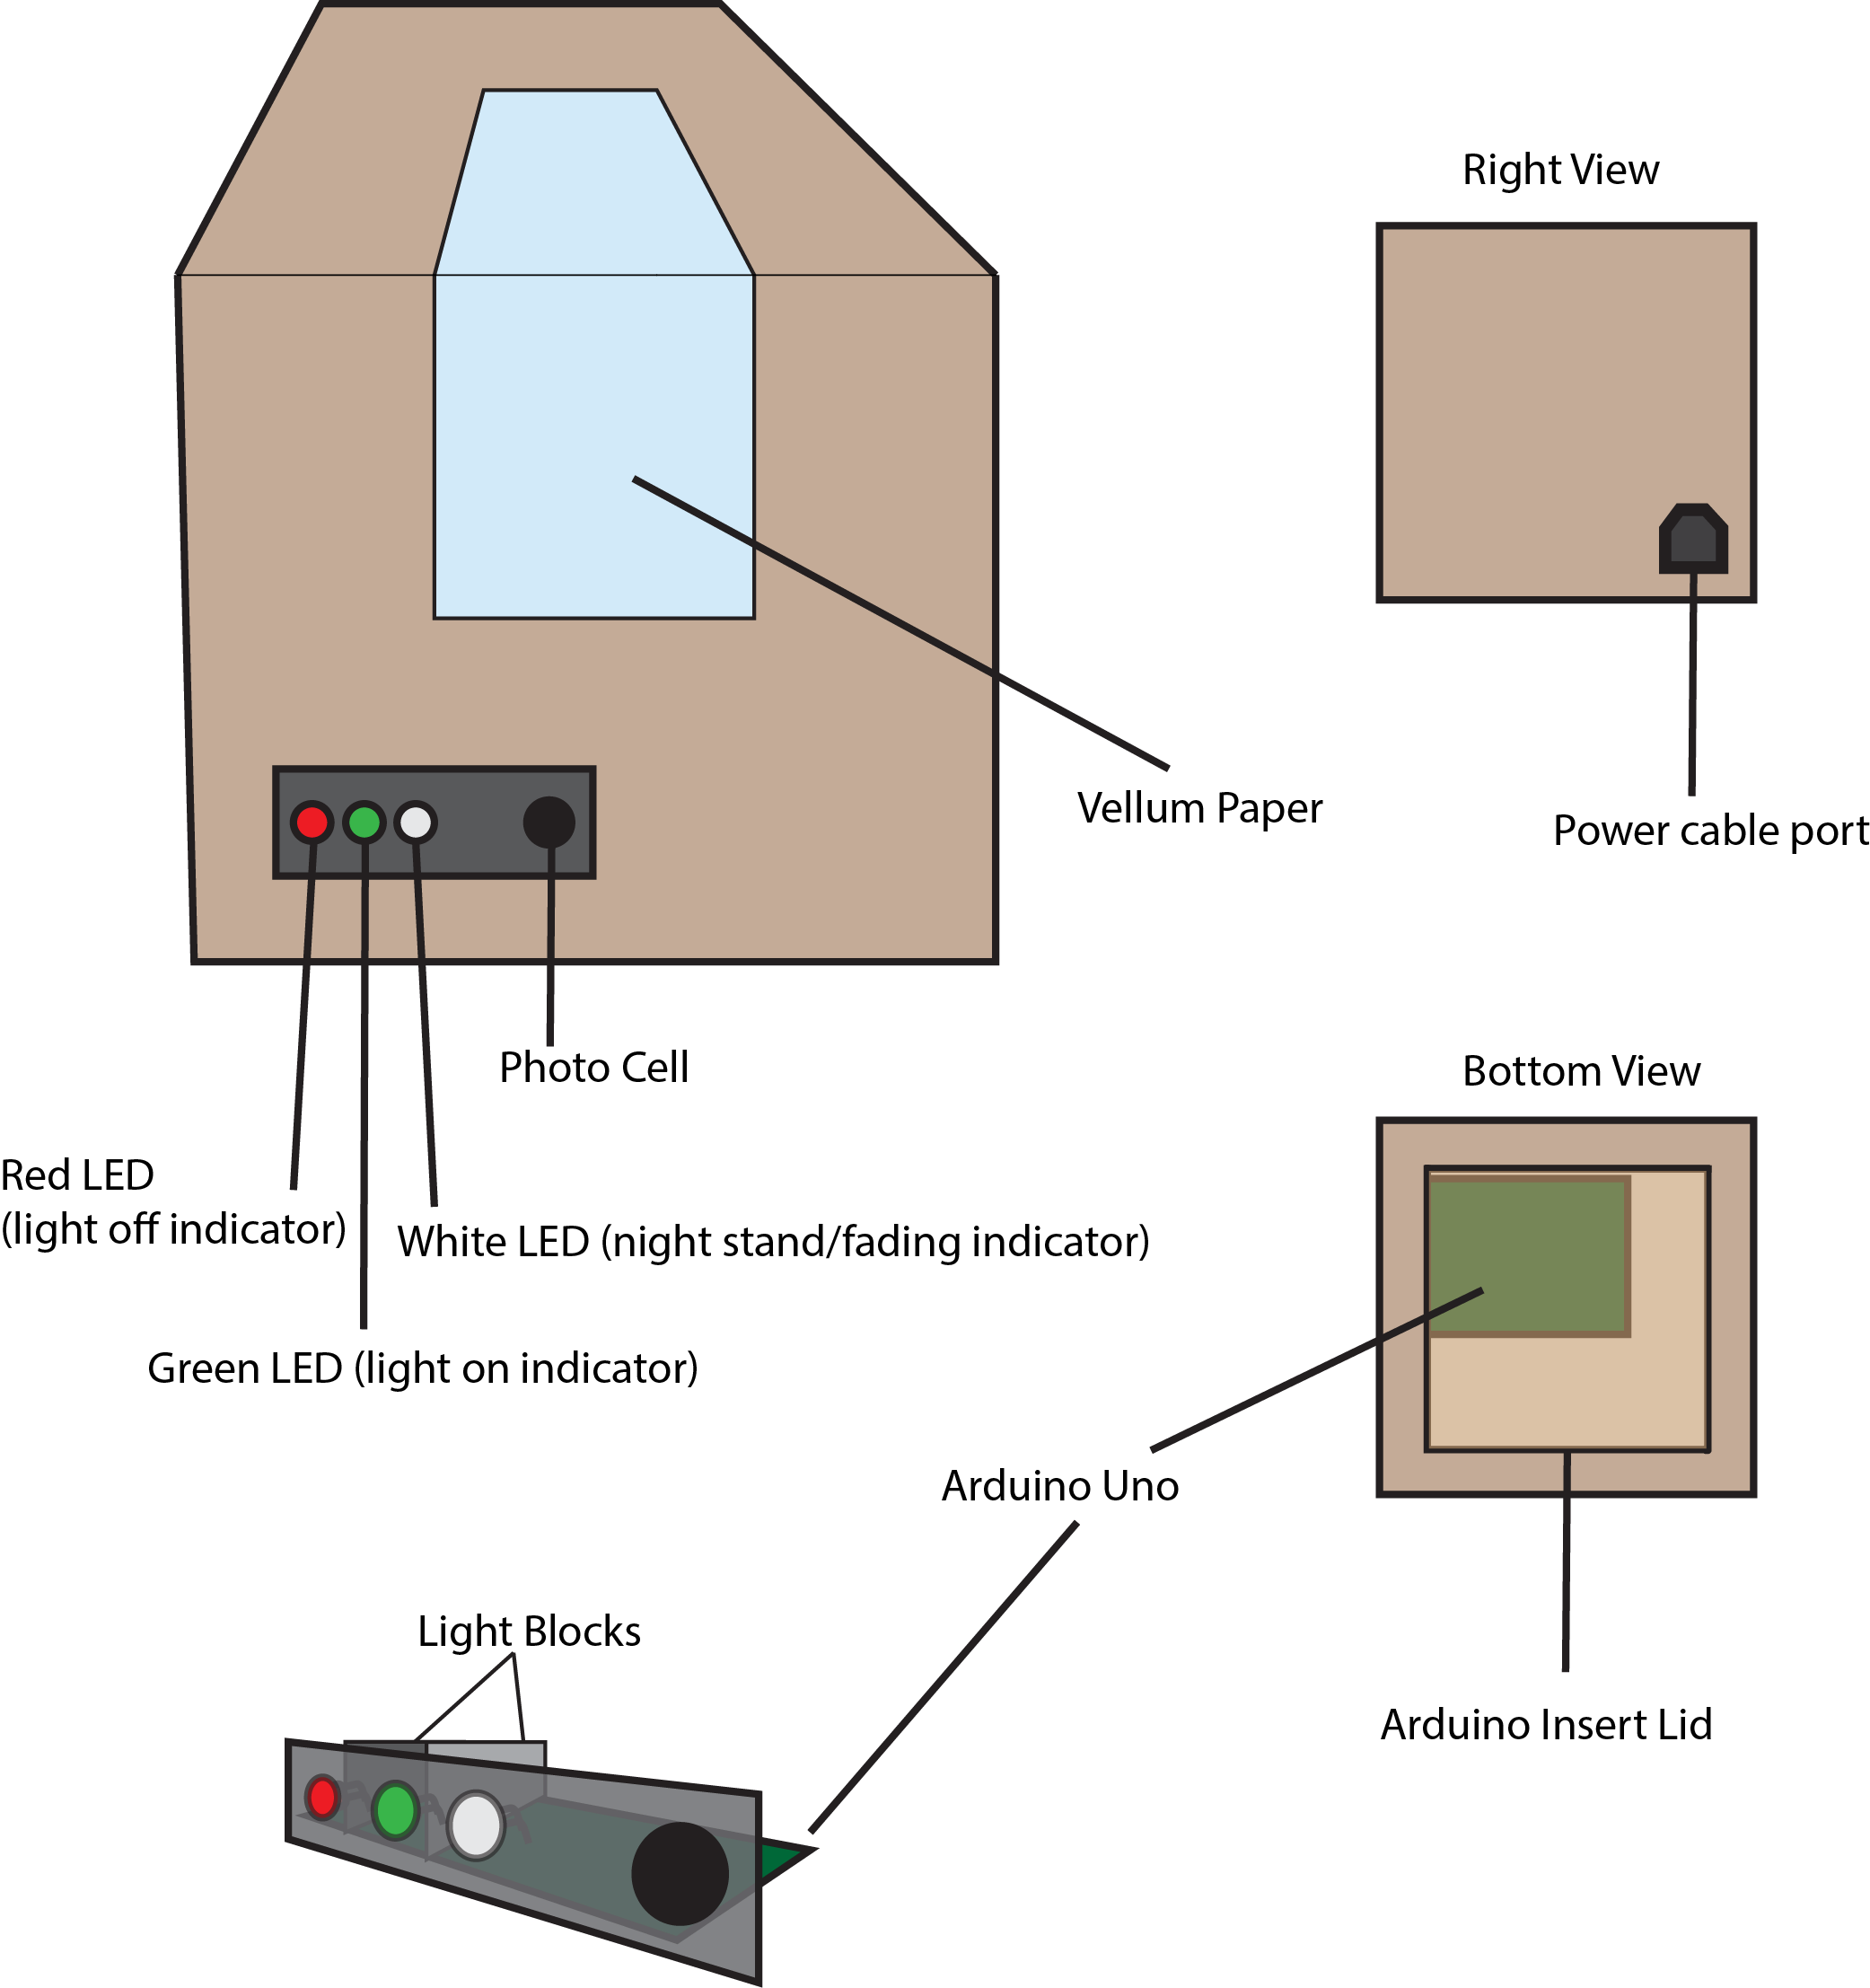 Right View
Vellum Paper
Power cable port
Photo Cell
Bottom View
Red LED
(light off indicator)
White LED (night stand/fading indicator)
Green LED (light on indicator)
Arduino Uno
Light Blocks
Arduino Insert Lid